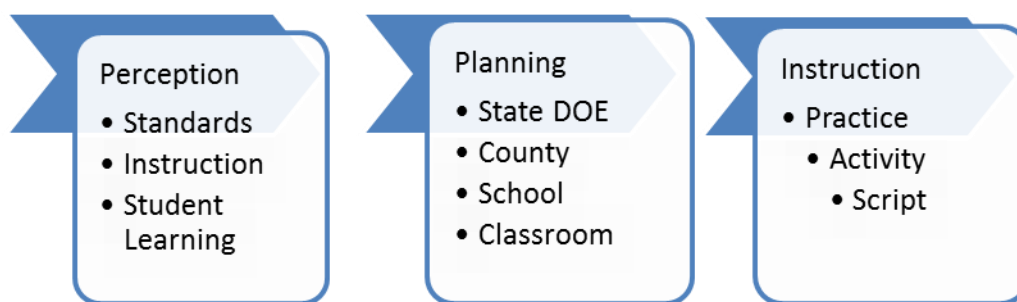 Perception
• Standards
• Instruction
• Student
Learning
Planning
• State DOE
• County
• School
• Classroom
Instruction
• Practice
• Activity
• Script